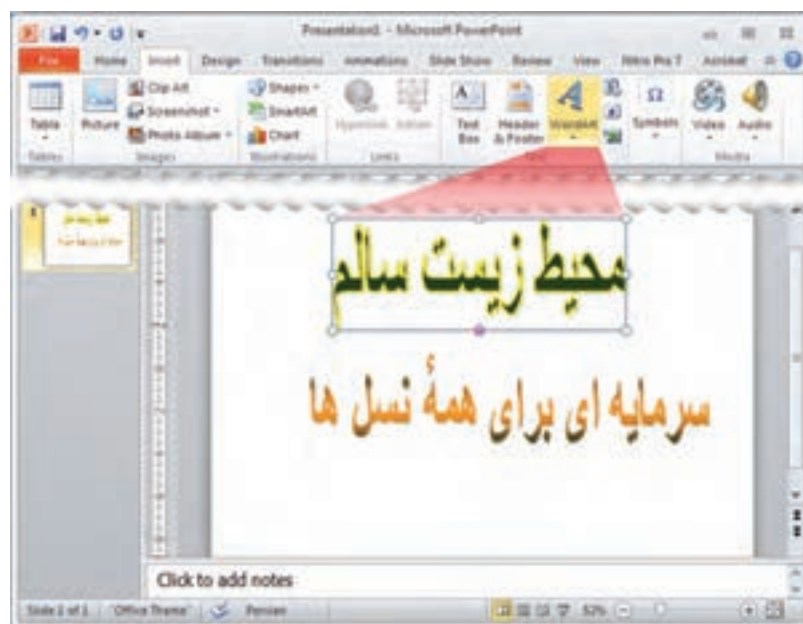 Presentation1 - Microsoft PowerPoint
File Home Insert Design Transitions Animations Slide Show Review View Nitro Pro 7 Acrobat
Table
Picture
Clip Art
Screenshot
Photo Album
Shapes
SmartArt
Chart
Hyperlink Action
Text Box
Header & Footer
WordArt
Symbols
Video
Audio
Tables Images Illustrations Links Text Media
1
محیط زیست سالم
سرمایه ای برای همهٔ نسل ها
Click to add notes
Slide 1 of 1 "Office Theme" Persian 52%